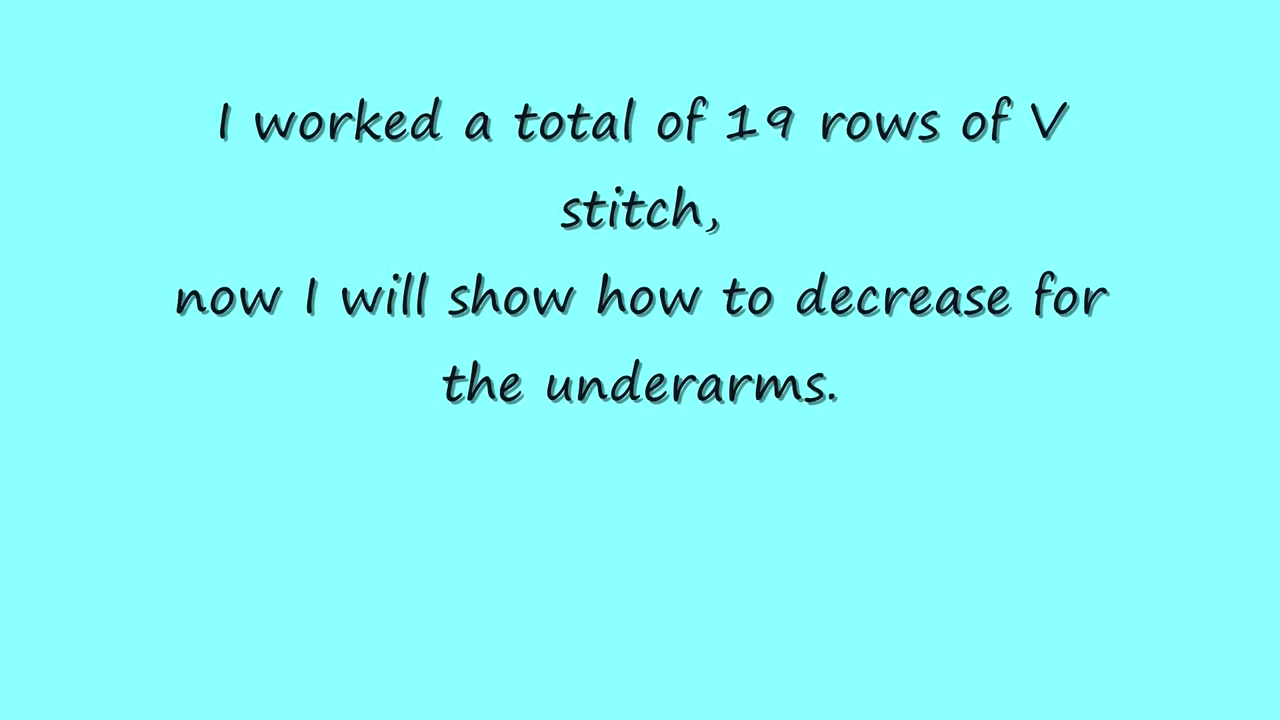 I worked a total of 19 rows of V
stitch,
now I will show how to decrease for
the underarms.